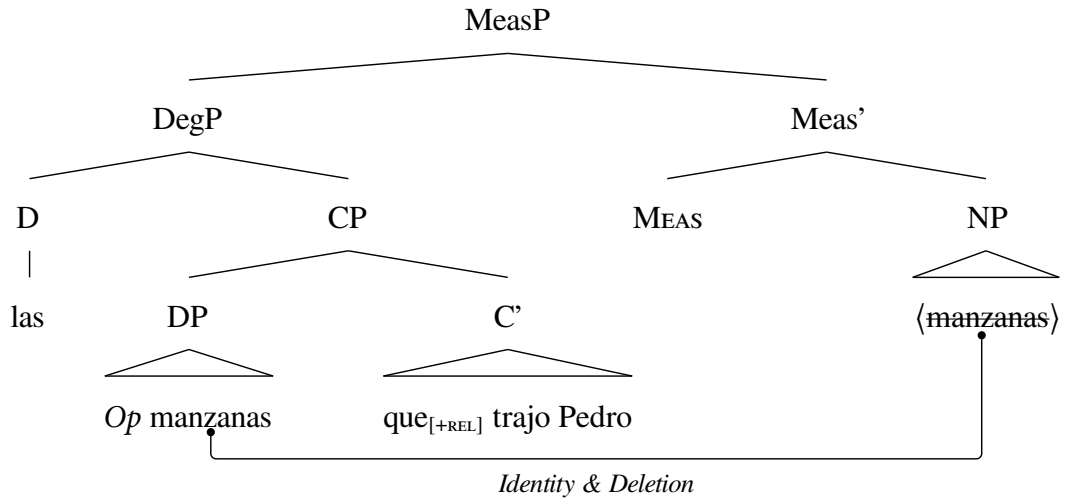 MeasP
DegP Meas’
D CP MEAS NP
las DP C’ ⟨manzanas⟩
Op manzanas que[+REL] trajo Pedro
Identity & Deletion